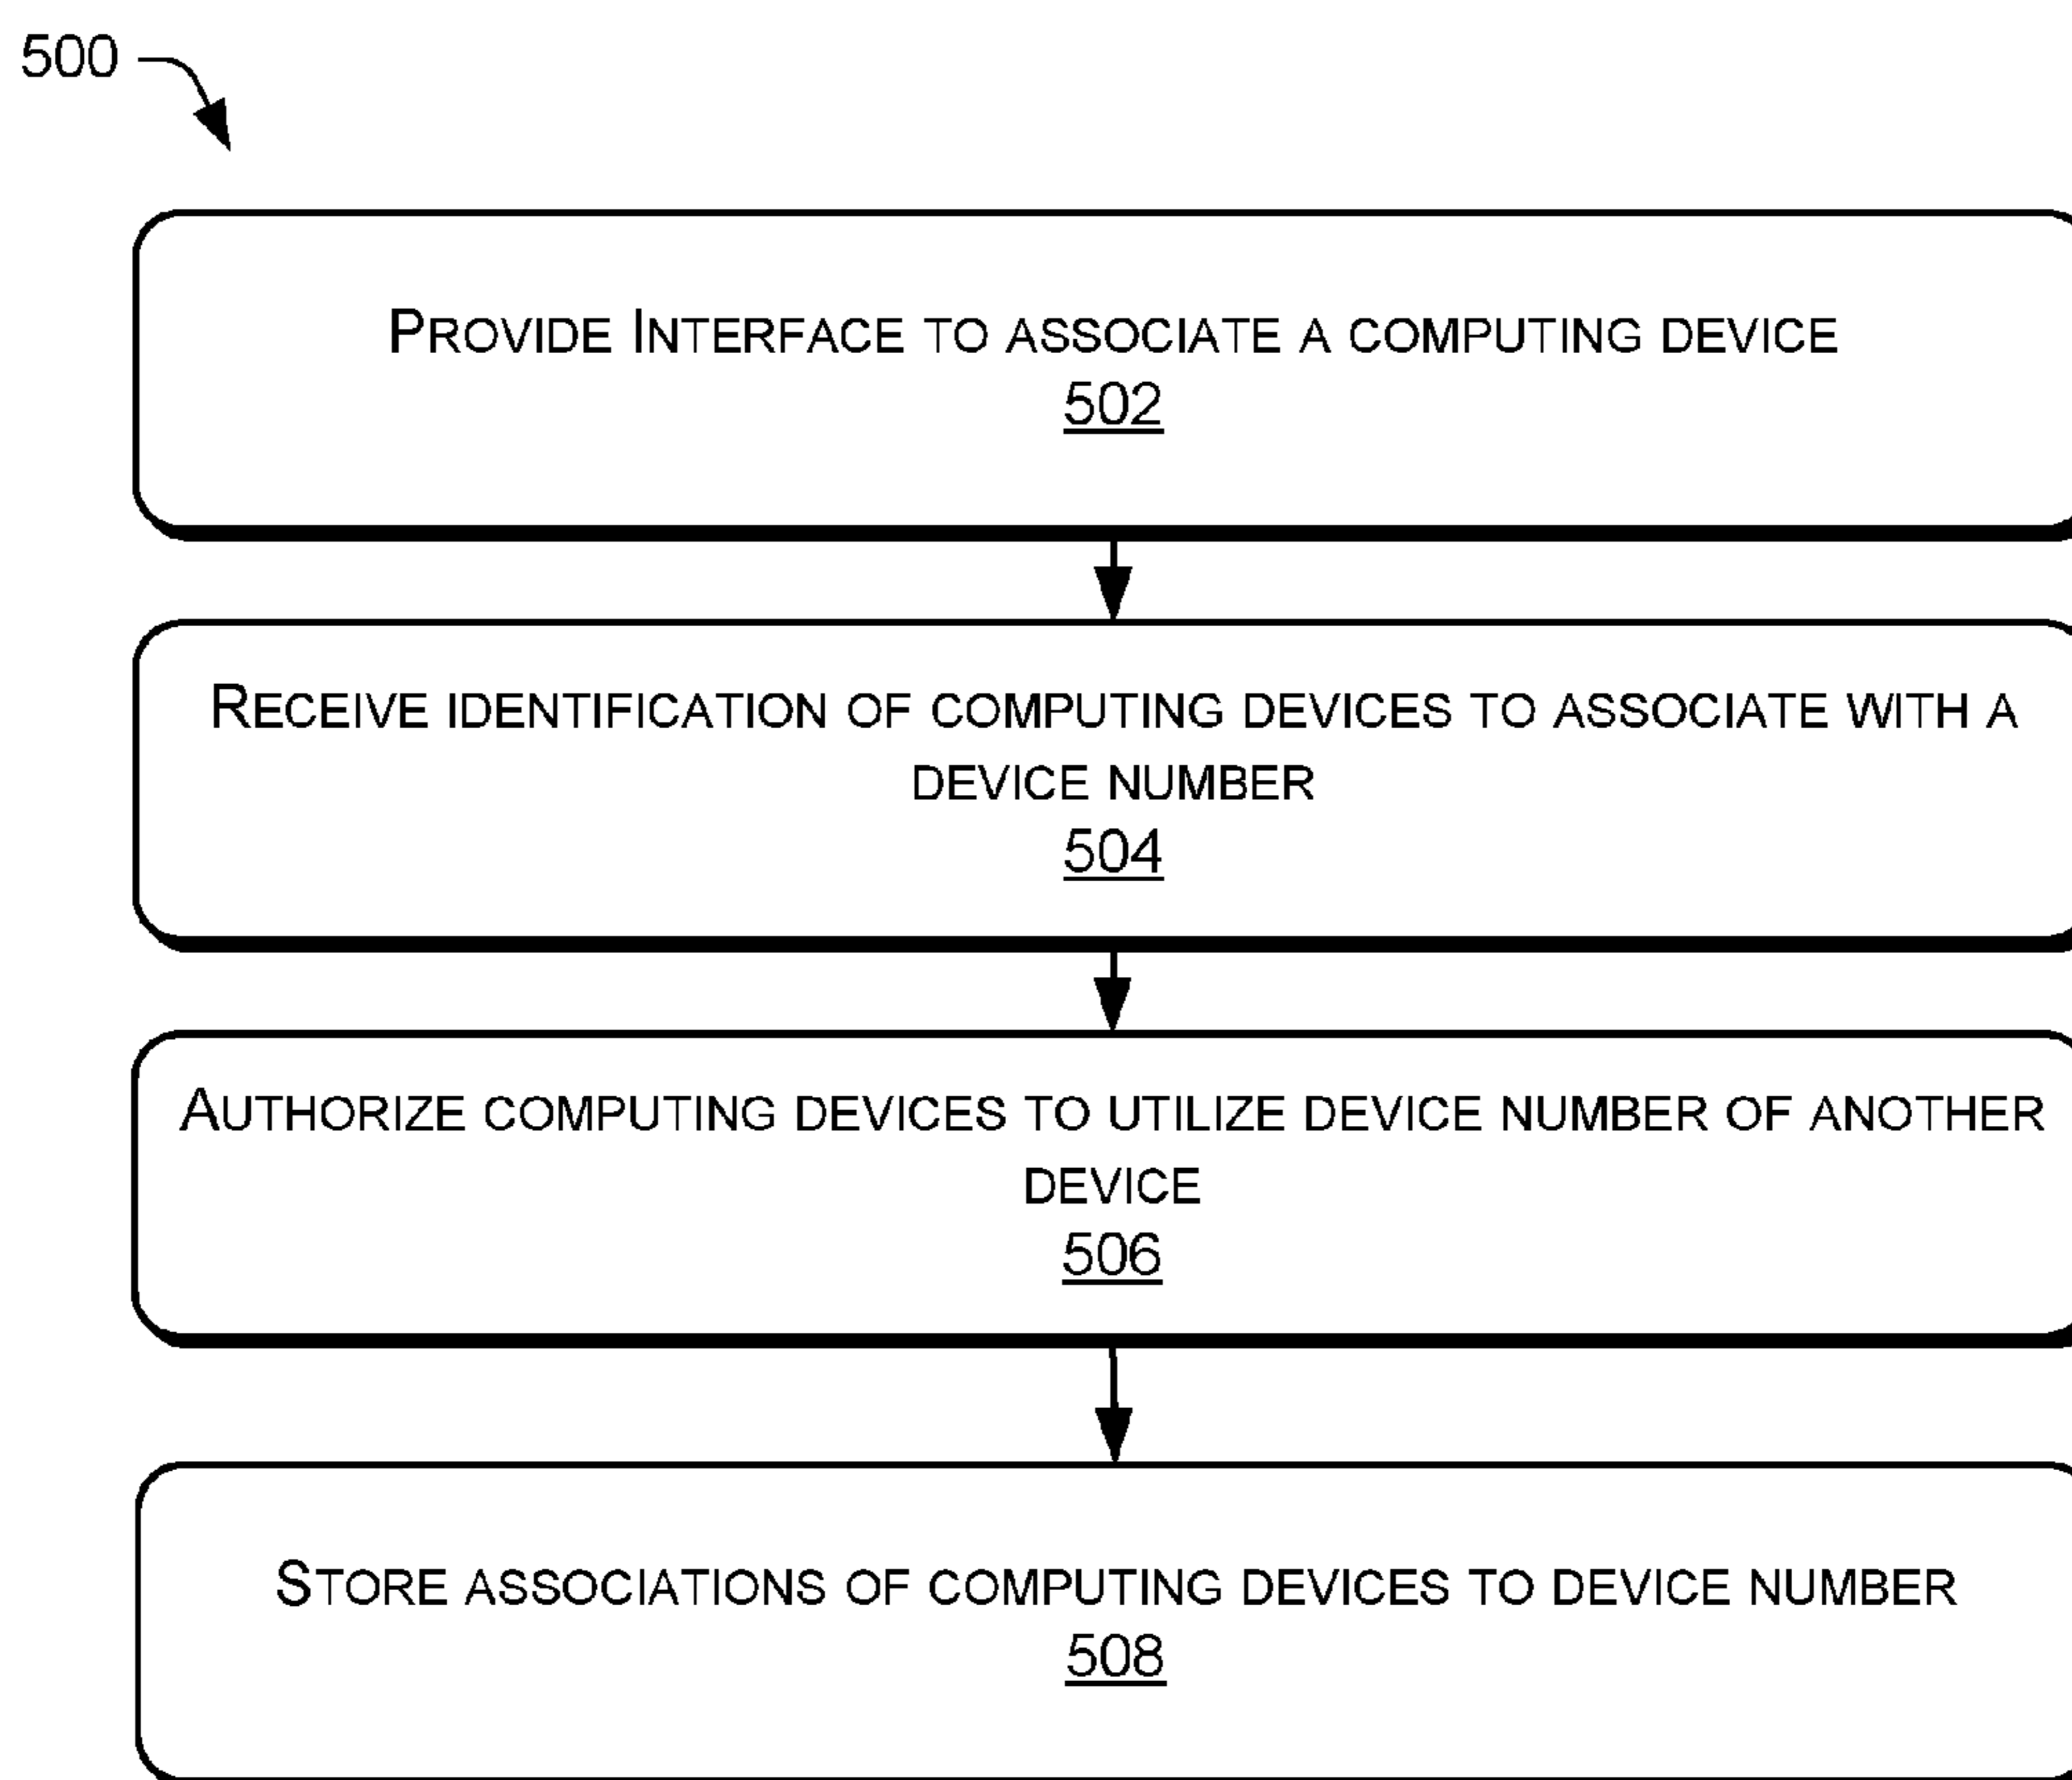 500
PROVIDE INTERFACE TO ASSOCIATE A COMPUTING DEVICE
502
RECEIVE IDENTIFICATION OF COMPUTING DEVICES TO ASSOCIATE WITH A
DEVICE NUMBER
504
AUTHORIZE COMPUTING DEVICES TO UTILIZE DEVICE NUMBER OF ANOTHER
DEVICE
506
STORE ASSOCIATIONS OF COMPUTING DEVICES TO DEVICE NUMBER
508